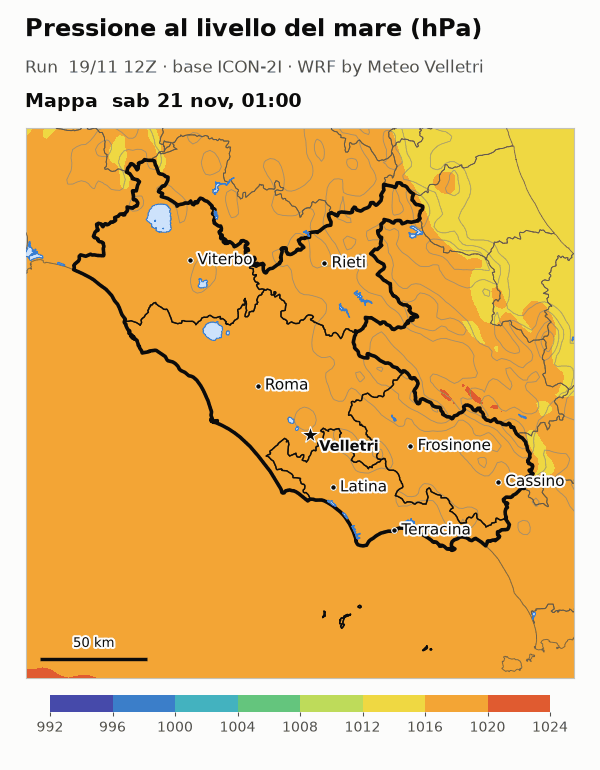 Pressione al livello del mare (hPa)
Run  19/11 12Z · base ICON-2I · WRF by Meteo Velletri
Mappa  sab 21 nov, 01:00
Viterbo
Rieti
Roma
Velletri
Frosinone
Cassino
Latina
Terracina
50 km
992 996 1000 1004 1008 1012 1016 1020 1024